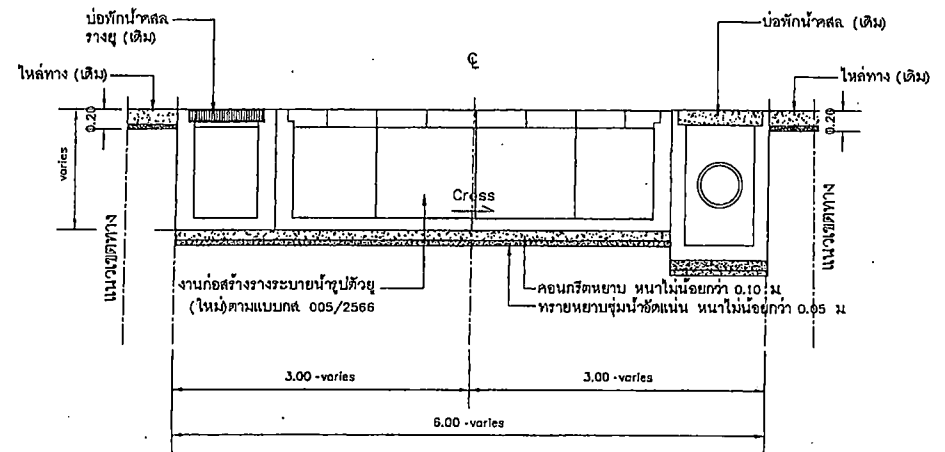 บ่อพักน้ำคสล
รางยู (เดิม)
บ่อพักน้ำคสล (เดิม)
℄
ไหล่ทาง (เดิม)
ไหล่ทาง (เดิม)
0.20
0.20
varies
Cross
แนวเขตทาง
แนวเขตทาง
งานก่อสร้างรางระบายน้ำรูปตัวยู
(ใหม่)ตามแบบกส 005/2566
คอนกรีตหยาบ หนาไม่น้อยกว่า 0.10 ม
ทรายหยาบชุ่มน้ำอัดแน่น หนาไม่น้อยกว่า 0.05 ม
3.00 -varies
3.00 -varies
6.00 -varies